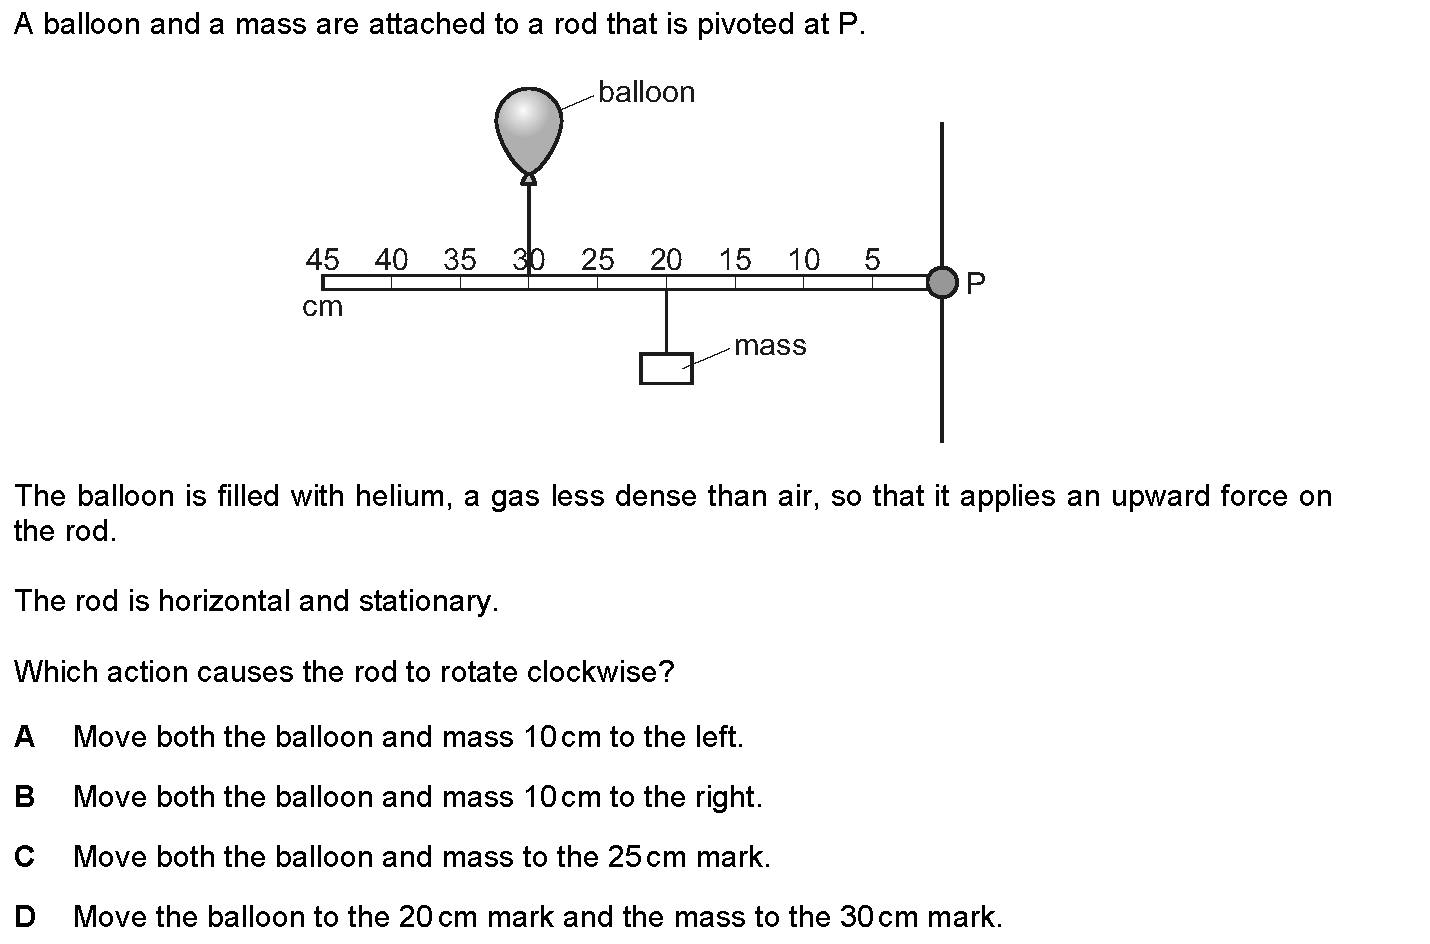 A balloon and a mass are attached to a rod that is pivoted at P.
balloon
45 40 35 30 25 20 15 10 5
P
cm
mass
The balloon is filled with helium, a gas less dense than air, so that it applies an upward force on
the rod.
The rod is horizontal and stationary.
Which action causes the rod to rotate clockwise?
A Move both the balloon and mass 10 cm to the left.
B Move both the balloon and mass 10 cm to the right.
C Move both the balloon and mass to the 25 cm mark.
D Move the balloon to the 20 cm mark and the mass to the 30 cm mark.